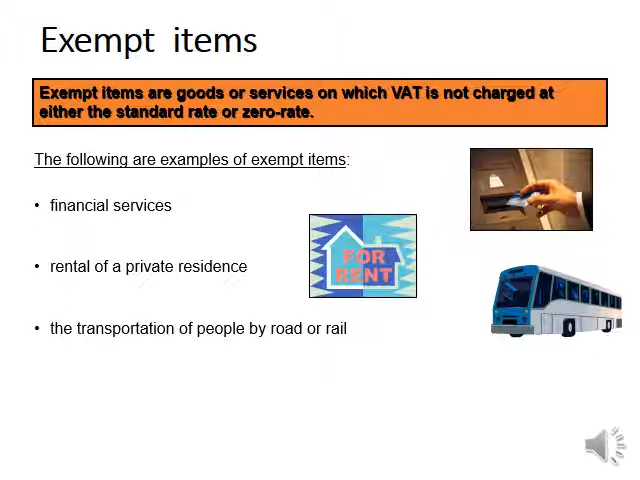 Exempt items
Exempt items are goods or services on which VAT is not charged at
either the standard rate or zero-rate.
The following are examples of exempt items:
• financial services
FOR
RENT
• rental of a private residence
• the transportation of people by road or rail